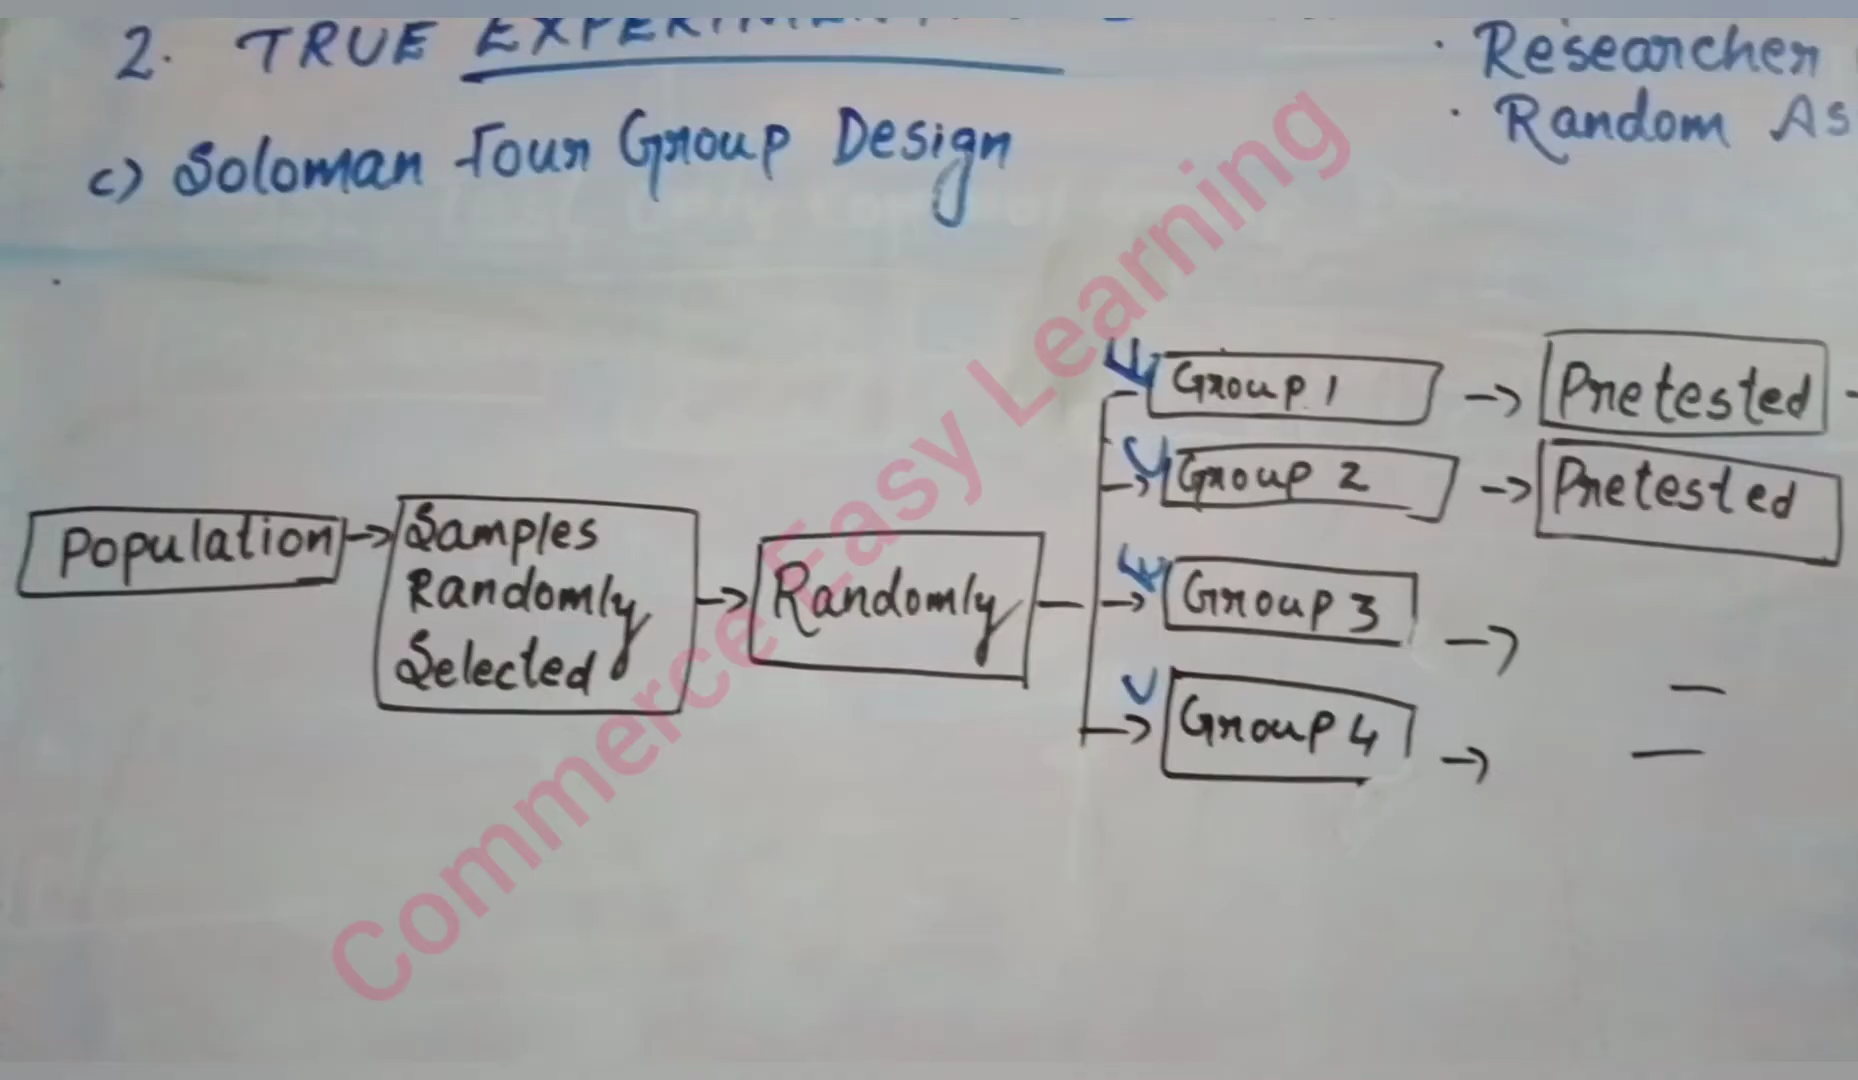 2. TRUE
· Researcher
· Random As
c) Soloman Four Group Design
Group 1 -> Pretested
Group 2 -> Pretested
Population -> Samples
Randomly
Selected
-> Randomly
-> Group 3 -> —
-> Group 4 -> —
Commerce Easy Learning